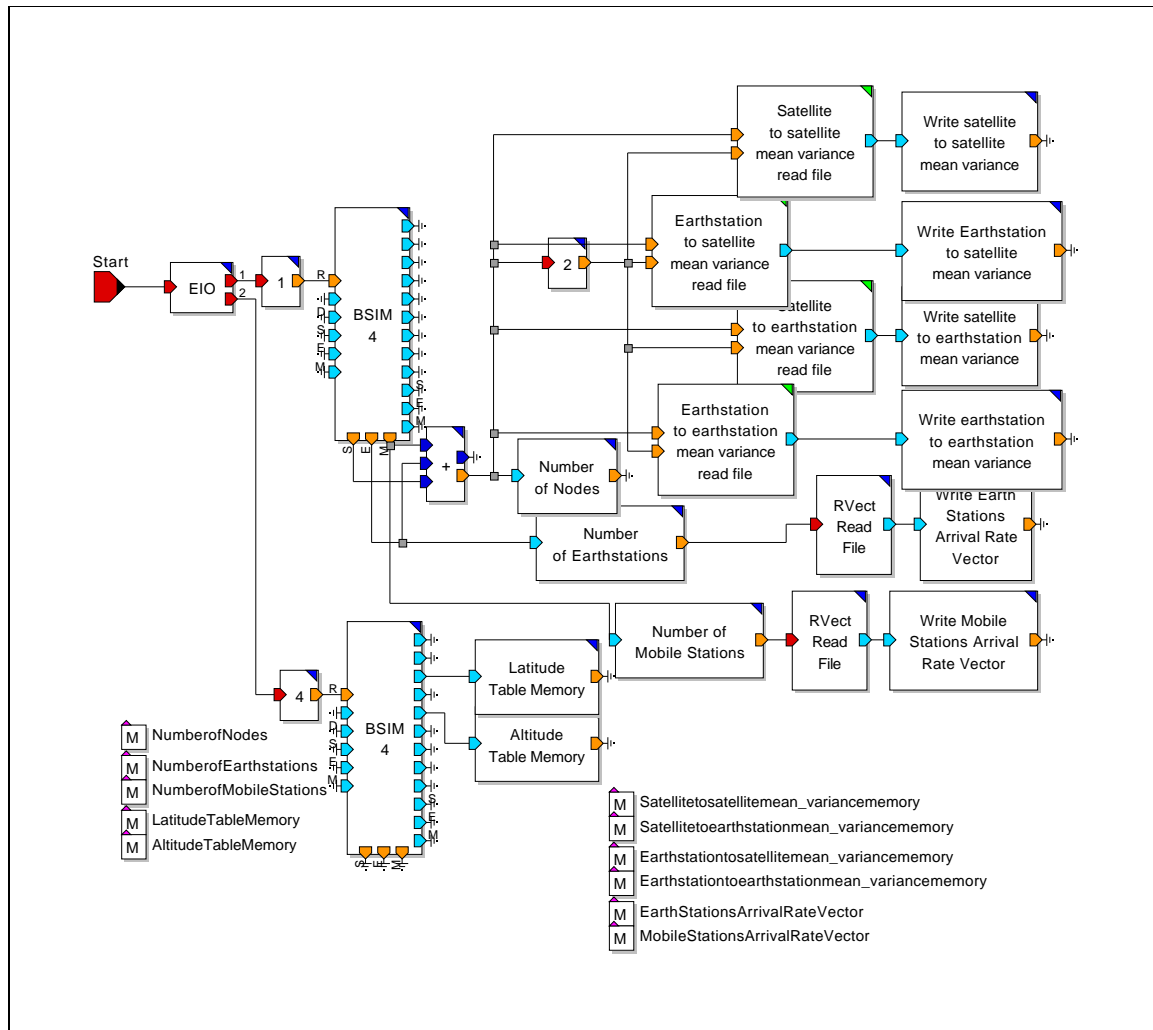 Start
EIO
1
2
1
R
D
S
E
M
BSIM
4
S
E
M
S
E
M
+
2
Satellite
to satellite
mean variance
read file
Write satellite
to satellite
mean variance
Earthstation
to satellite
mean variance
read file
Write Earthstation
to satellite
mean variance
Satellite
to earthstation
mean variance
read file
Write satellite
to earthstation
mean variance
Earthstation
to earthstation
mean variance
read file
Write earthstation
to earthstation
mean variance
Number
of Nodes
Number
of Earthstations
RVect
Read
File
Write Earth
Stations
Arrival Rate
Vector
Number of
Mobile Stations
RVect
Read
File
Write Mobile
Stations Arrival
Rate Vector
4
R
D
S
E
M
BSIM
4
S
E
M
S
E
M
Latitude
Table Memory
Altitude
Table Memory
M NumberofNodes
M NumberofEarthstations
M NumberofMobileStations
M LatitudeTableMemory
M AltitudeTableMemory
M Satellitetosatellitemean_variancememory
M Satellitetoearthstationmean_variancememory
M Earthstationtosatellitemean_variancememory
M Earthstationtoearthstationmean_variancememory
M EarthStationsArrivalRateVector
M MobileStationsArrivalRateVector